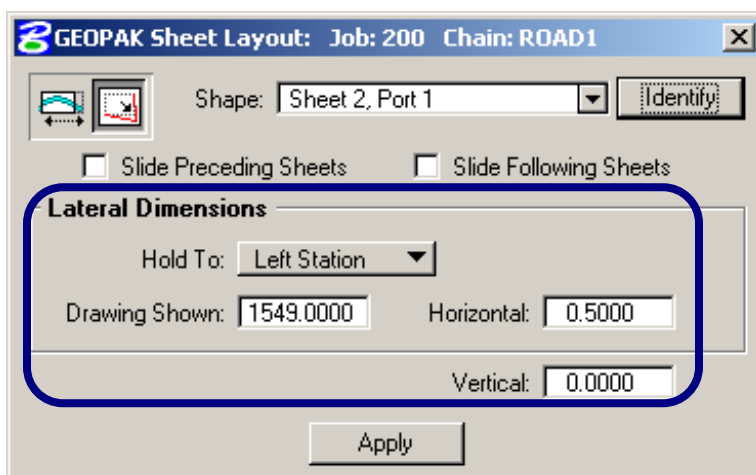 GEOPAK Sheet Layout: Job: 200 Chain: ROAD1
Shape: Sheet 2, Port 1 Identify
Slide Preceding Sheets Slide Following Sheets
Lateral Dimensions
Hold To: Left Station
Drawing Shown: 1549.0000 Horizontal: 0.5000
Vertical: 0.0000
Apply